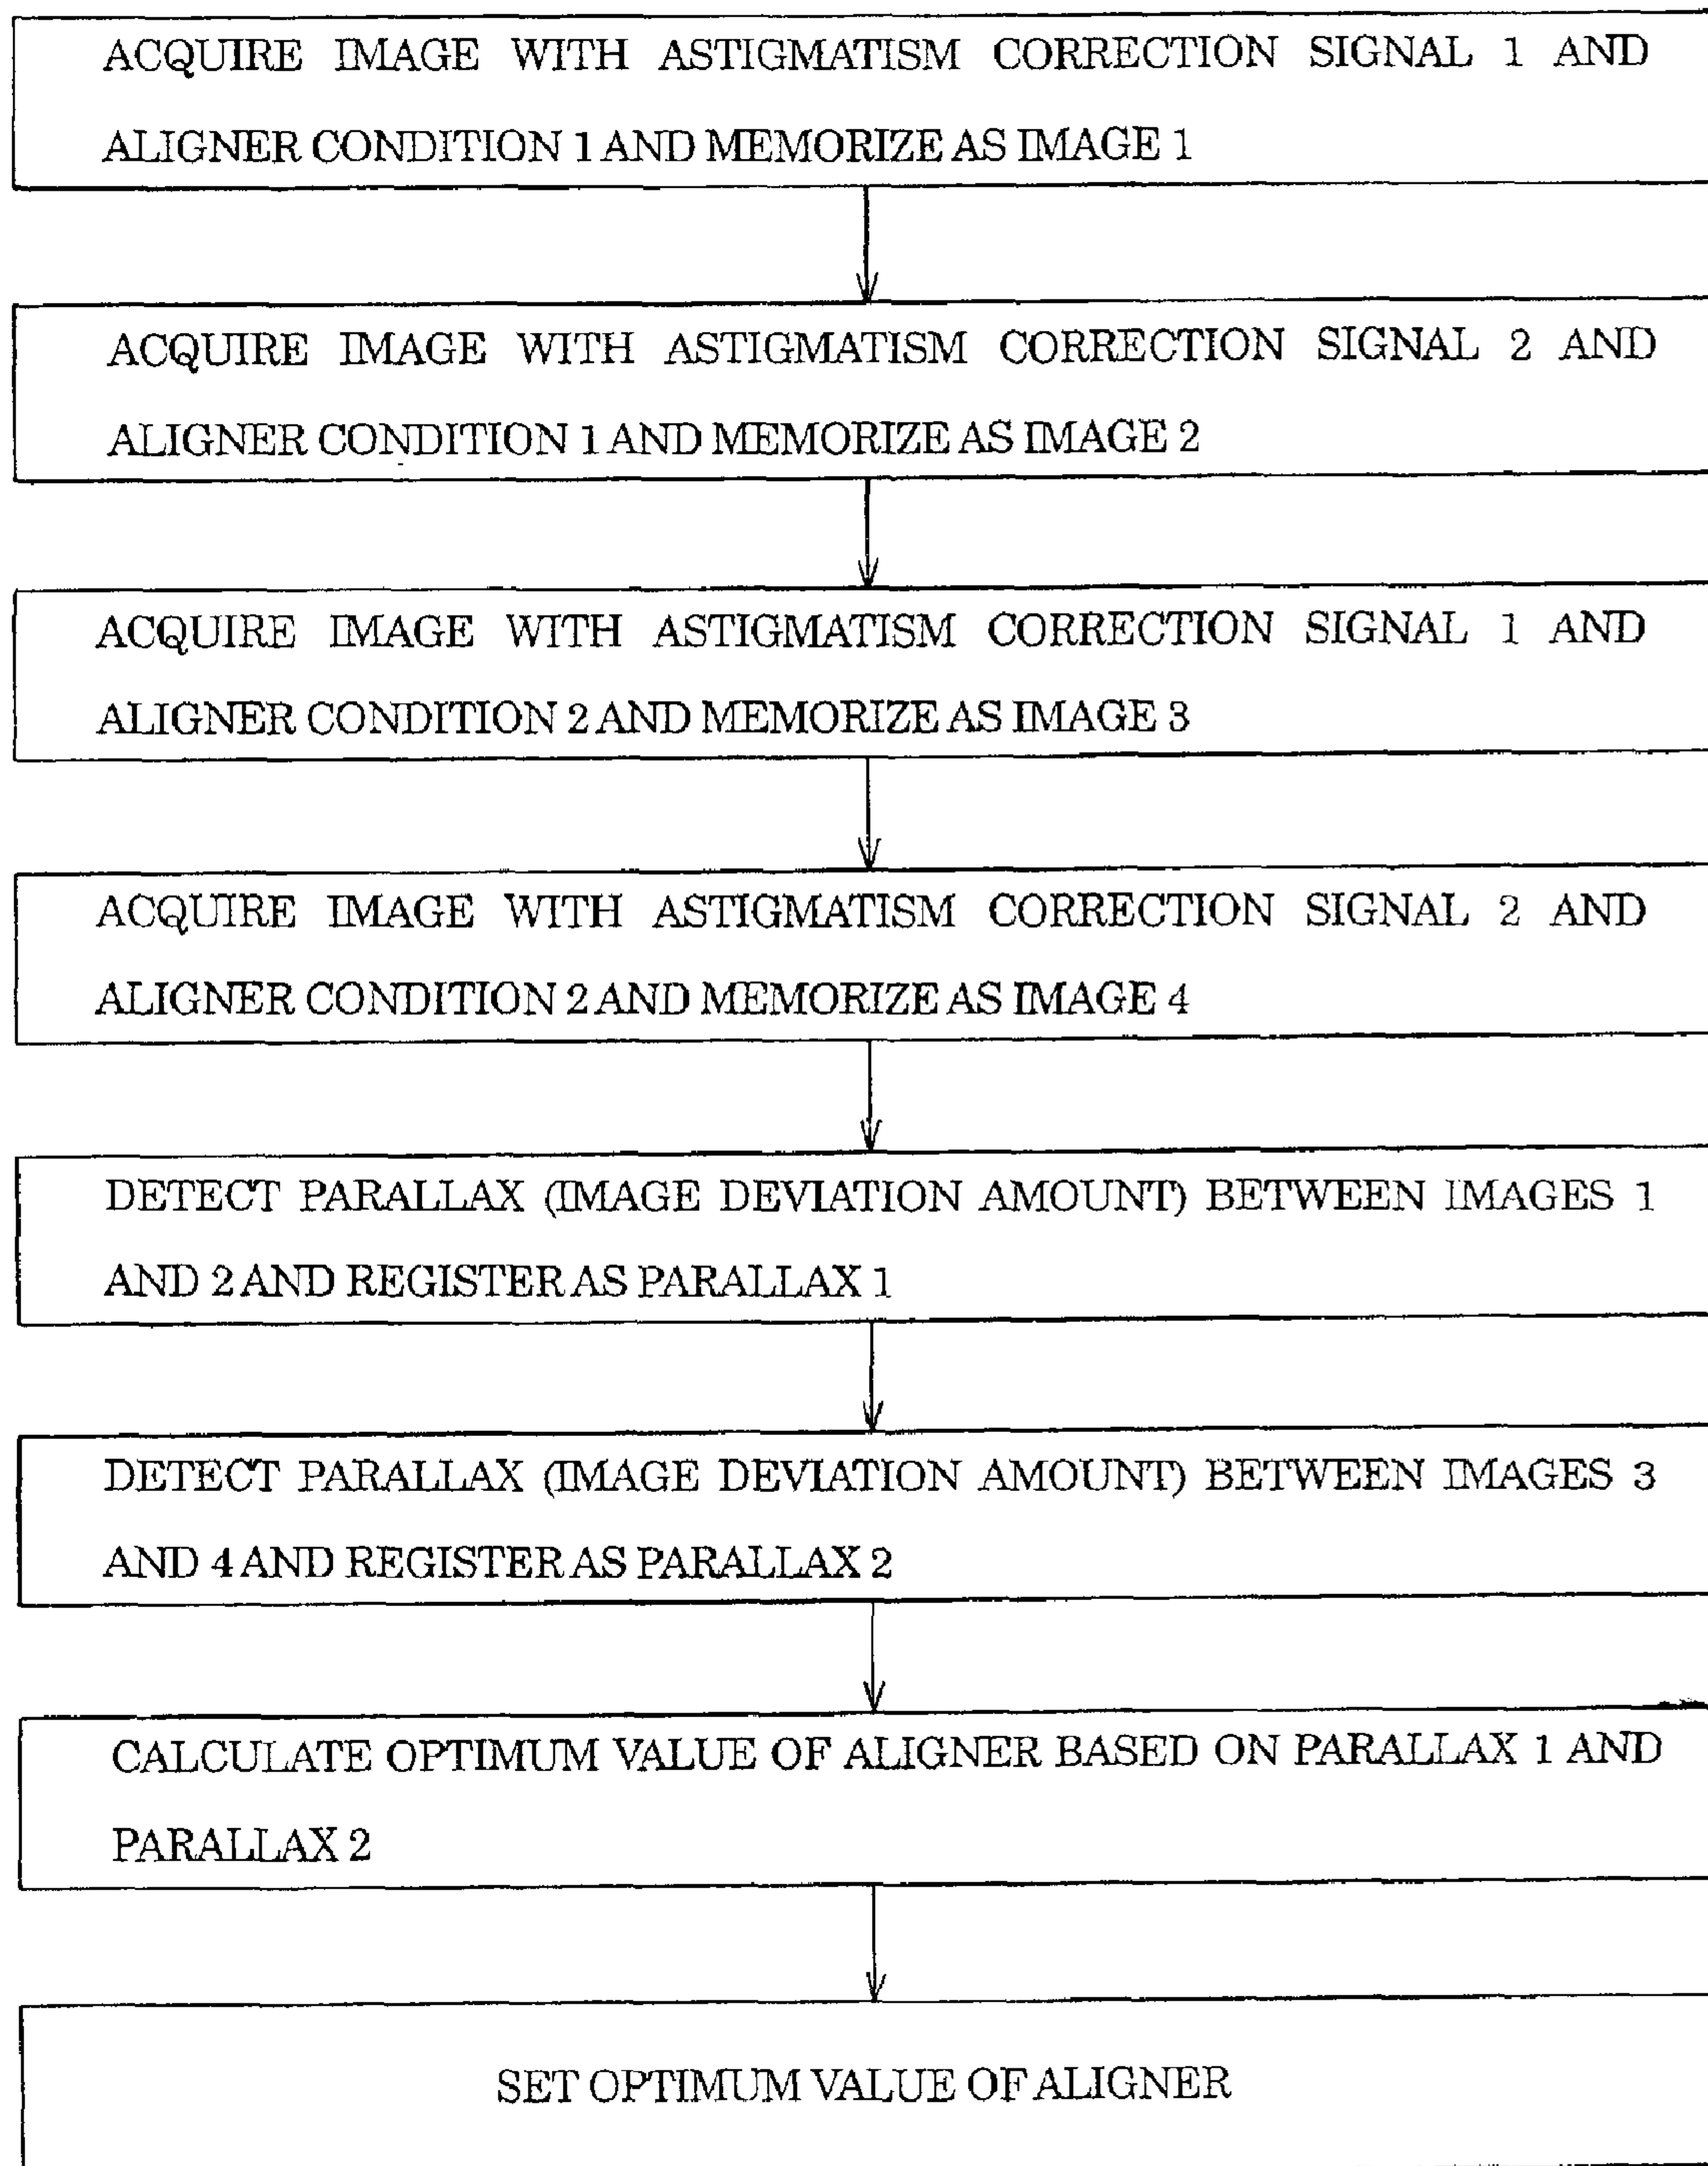 ACQUIRE IMAGE WITH ASTIGMATISM CORRECTION SIGNAL 1 AND
ALIGNER CONDITION 1 AND MEMORIZE AS IMAGE 1
ACQUIRE IMAGE WITH ASTIGMATISM CORRECTION SIGNAL 2 AND
ALIGNER CONDITION 1 AND MEMORIZE AS IMAGE 2
ACQUIRE IMAGE WITH ASTIGMATISM CORRECTION SIGNAL 1 AND
ALIGNER CONDITION 2 AND MEMORIZE AS IMAGE 3
ACQUIRE IMAGE WITH ASTIGMATISM CORRECTION SIGNAL 2 AND
ALIGNER CONDITION 2 AND MEMORIZE AS IMAGE 4
DETECT PARALLAX (IMAGE DEVIATION AMOUNT) BETWEEN IMAGES 1
AND 2 AND REGISTER AS PARALLAX 1
DETECT PARALLAX (IMAGE DEVIATION AMOUNT) BETWEEN IMAGES 3
AND 4 AND REGISTER AS PARALLAX 2
CALCULATE OPTIMUM VALUE OF ALIGNER BASED ON PARALLAX 1 AND
PARALLAX 2
SET OPTIMUM VALUE OF ALIGNER